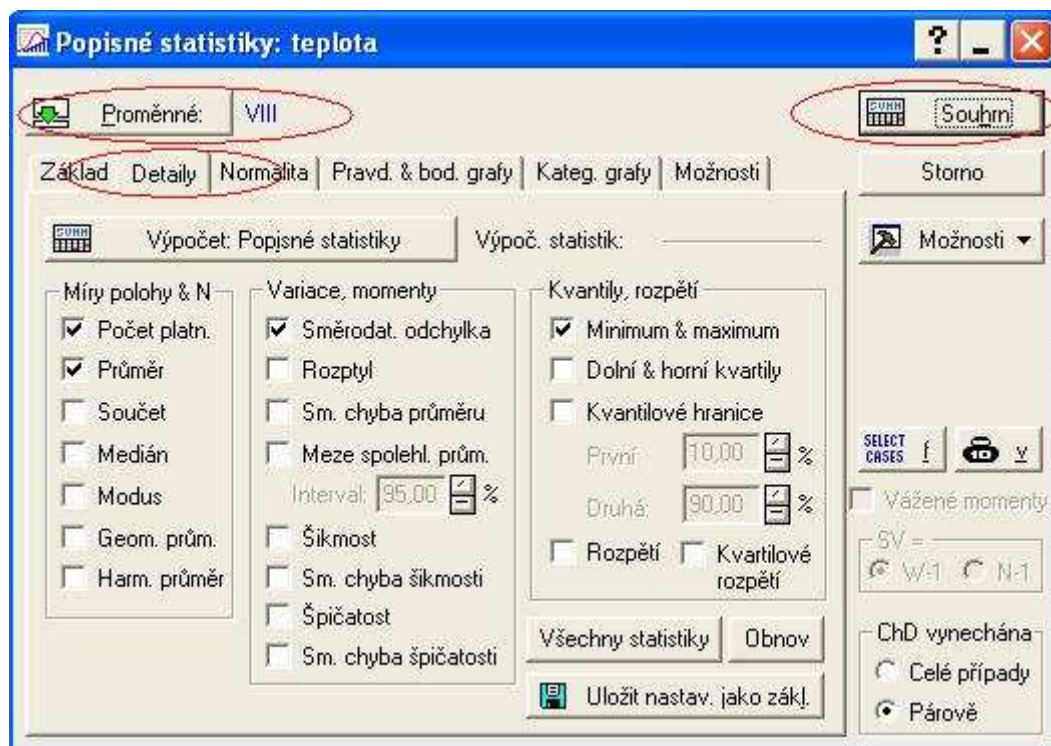 Popisné statistiky: teplota
Proměnné: VIII
Souhrn
Základ Detaily Normalita Pravd. & bod. grafy Kateg. grafy Možnosti
Storno
Výpočet: Popisné statistiky Výpoč. statistik:
Možnosti
Míry polohy & N
Počet platn.
Průměr
Součet
Medián
Modus
Geom. prům.
Harm. průměr
Variace, momenty
Směrodat. odchylka
Rozptyl
Sm. chyba průměru
Meze spolehl. prům.
Interval: 95,00 %
Šikmost
Sm. chyba šikmosti
Špičatost
Sm. chyba špičatosti
Kvantily, rozpětí
Minimum & maximum
Dolní & horní kvartily
Kvantilové hranice
První: 10,00 %
Druhá: 90,00 %
Rozpětí Kvartilové
rozpětí
Všechny statistiky Obnov
Uložit nastav. jako zákl.
SELECT
CASES f v
Vážené momenty
SV =
W-1 N-1
ChD vynechána
Celé případy
Párově